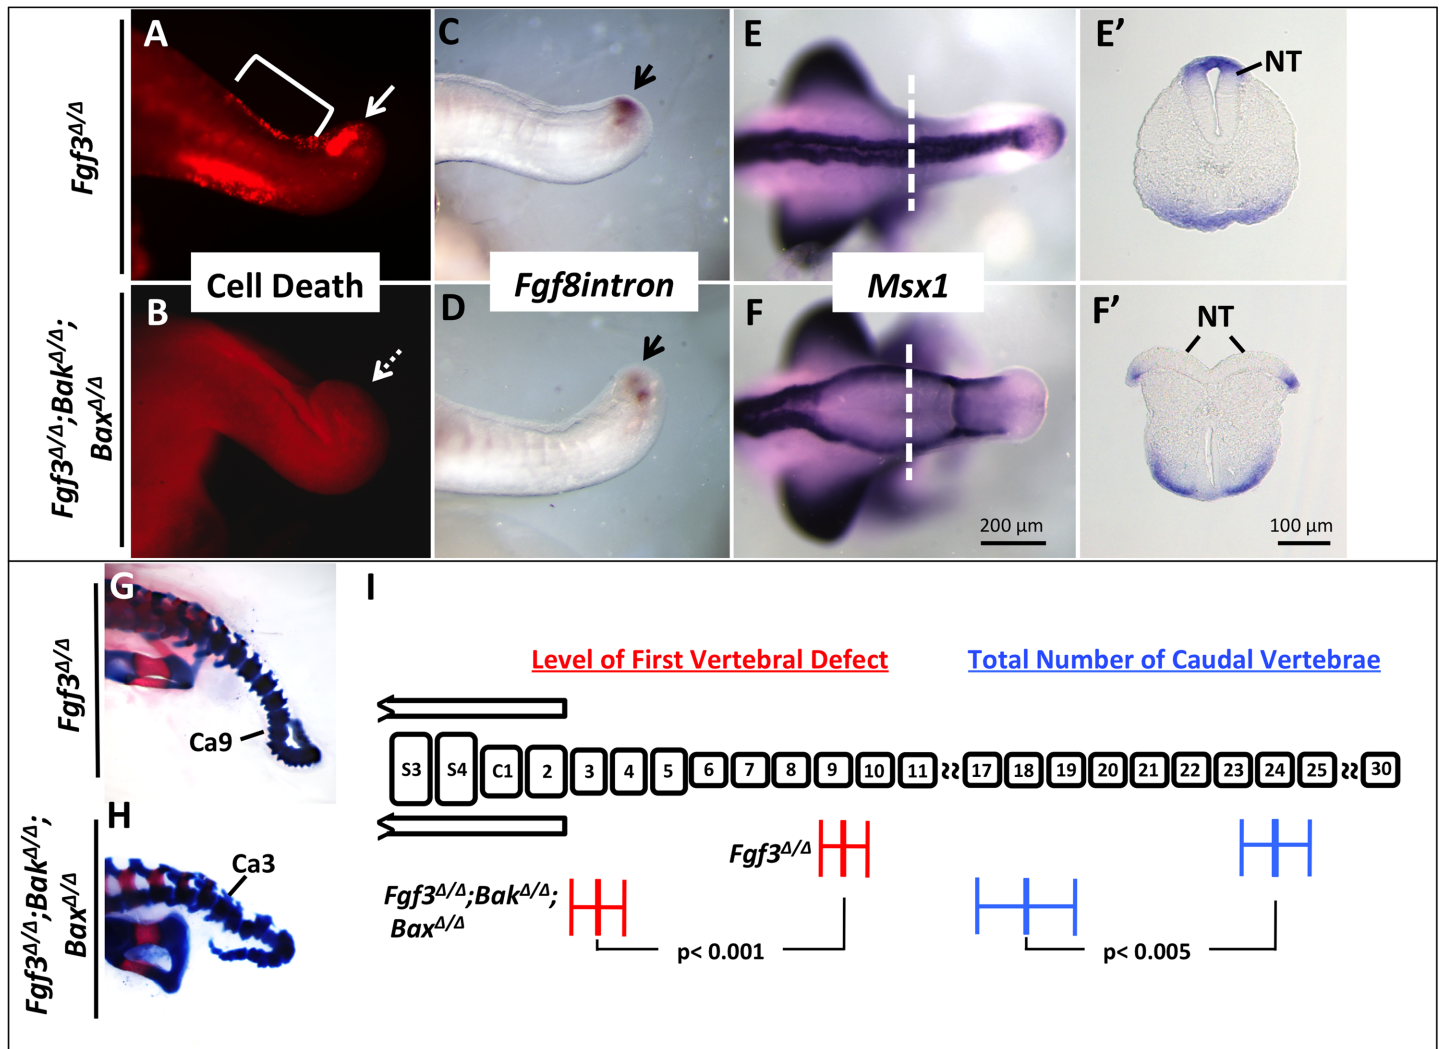 A
C
E
E’
NT
Fgf3Δ/Δ
Cell Death
Fgf8intron
Msx1
B
D
F
F’
NT
Fgf3Δ/Δ;BakΔ/Δ;
BaxΔ/Δ
200 µm
100 µm
G
Fgf3Δ/Δ
Ca9
H
Fgf3Δ/Δ;BakΔ/Δ;
BaxΔ/Δ
Ca3
I
Level of First Vertebral Defect
Total Number of Caudal Vertebrae
S3 S4 C1 2 3 4 5 6 7 8 9 10 11 ≈ 17 18 19 20 21 22 23 24 25 ≈ 30
Fgf3Δ/Δ
Fgf3Δ/Δ;BakΔ/Δ;
BaxΔ/Δ
p< 0.001
p< 0.005